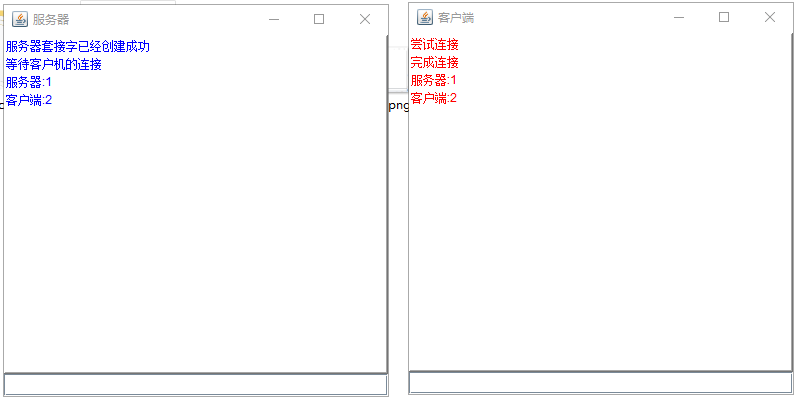 服务器
服务器套接字已经创建成功
等待客户机的连接
服务器:1
客户端:2
png
客户端
尝试连接
完成连接
服务器:1
客户端:2